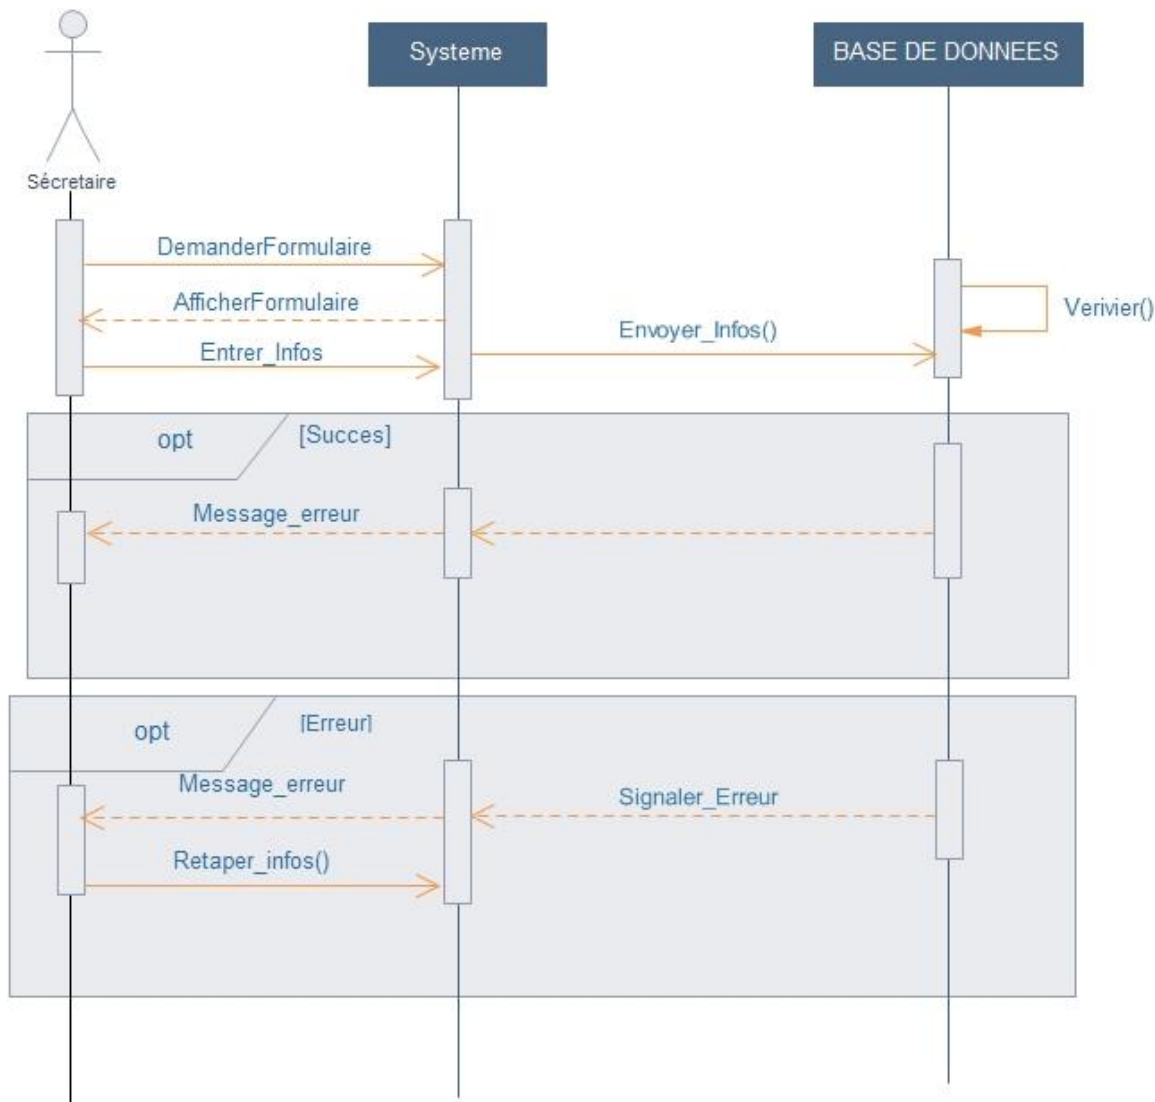 Systeme
BASE DE DONNEES
Sécretaire
DemanderFormulaire
AfficherFormulaire
Verivier()
Envoyer_Infos()
Entrer_Infos
opt
[Succes]
Message_erreur
opt
[Erreur]
Message_erreur
Signaler_Erreur
Retaper_infos()